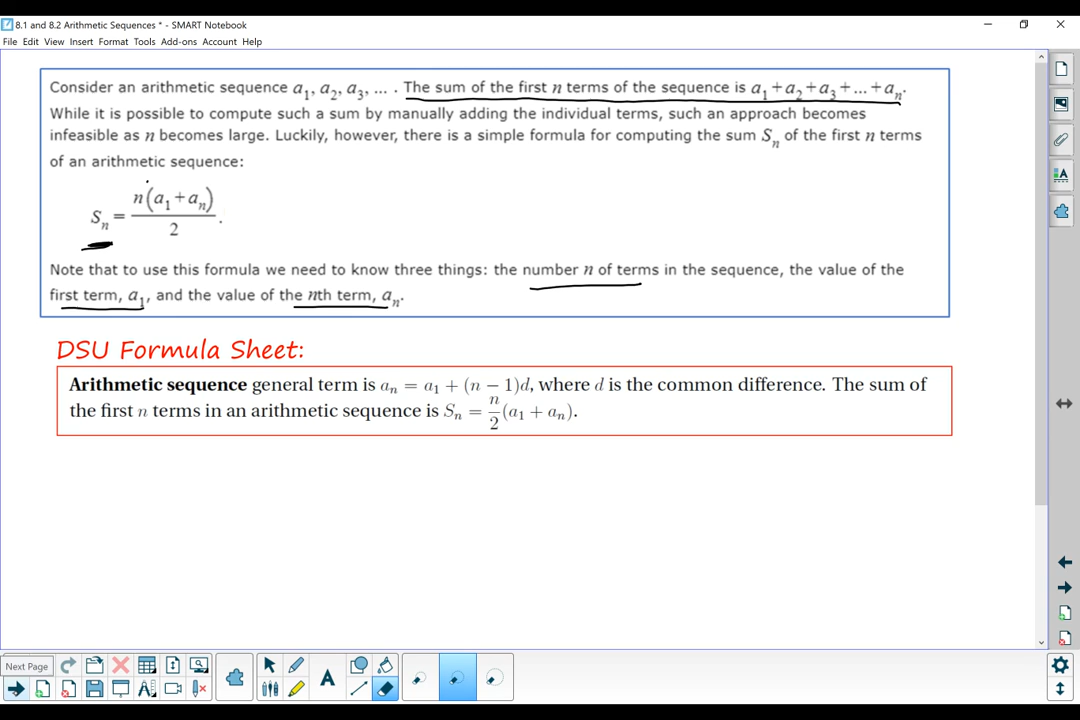 8.1 and 8.2 Arithmetic Sequences * - SMART Notebook
File Edit View Insert Format Tools Add-ons Account Help
Consider an arithmetic sequence a₁, a₂, a₃, ... . The sum of the first n terms of the sequence is a₁ + a₂ + a₃ + ... + aₙ.
While it is possible to compute such a sum by manually adding the individual terms, such an approach becomes
infeasible as n becomes large. Luckily, however, there is a simple formula for computing the sum Sₙ of the first n terms
of an arithmetic sequence:
Sₙ = n(a₁ + aₙ)/2.
Note that to use this formula we need to know three things: the number n of terms in the sequence, the value of the
first term, a₁, and the value of the nth term, aₙ.
DSU Formula Sheet:
Arithmetic sequence general term is aₙ = a₁ + (n − 1)d, where d is the common difference. The sum of
the first n terms in an arithmetic sequence is Sₙ = n/2 (a₁ + aₙ).
Next Page